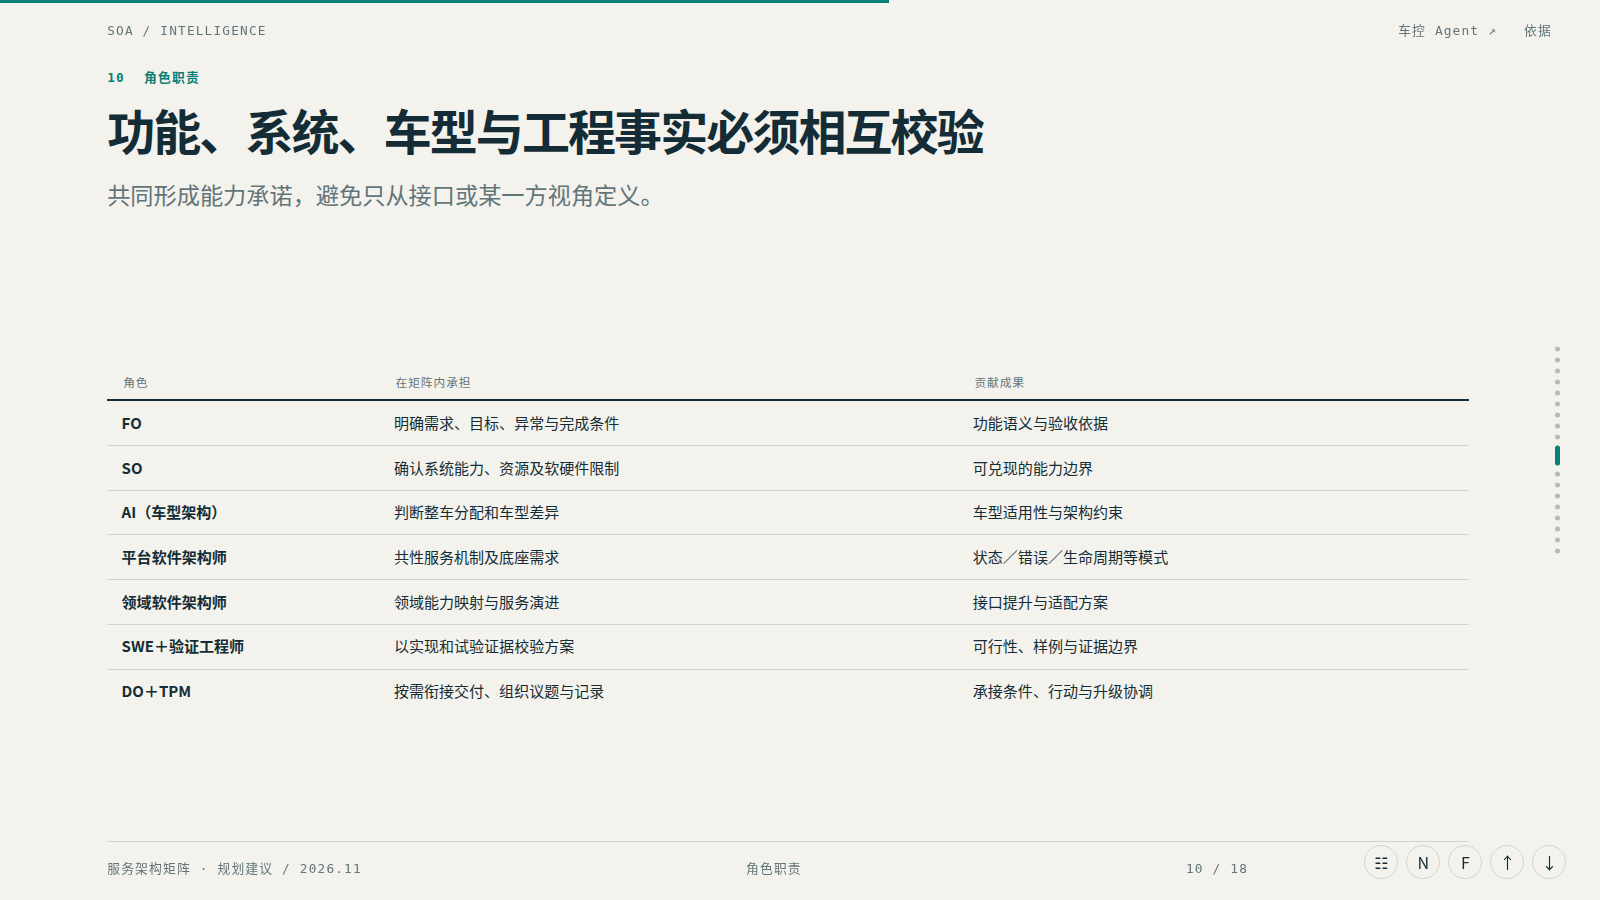 SOA / INTELLIGENCE 车控 Agent ↗ 依据
10 角色职责
功能、系统、车型与工程事实必须相互校验
共同形成能力承诺，避免只从接口或某一方视角定义。
角色 在矩阵内承担 贡献成果
FO 明确需求、目标、异常与完成条件 功能语义与验收依据
SO 确认系统能力、资源及软硬件限制 可兑现的能力边界
AI（车型架构） 判断整车分配和车型差异 车型适用性与架构约束
平台软件架构师 共性服务机制及底座需求 状态／错误／生命周期等模式
领域软件架构师 领域能力映射与服务演进 接口提升与适配方案
SWE＋验证工程师 以实现和试验证据校验方案 可行性、样例与证据边界
DO＋TPM 按需衔接交付、组织议题与记录 承接条件、行动与升级协调
服务架构矩阵 · 规划建议 / 2026.11 角色职责 10 / 18 ☷ N F ↑ ↓